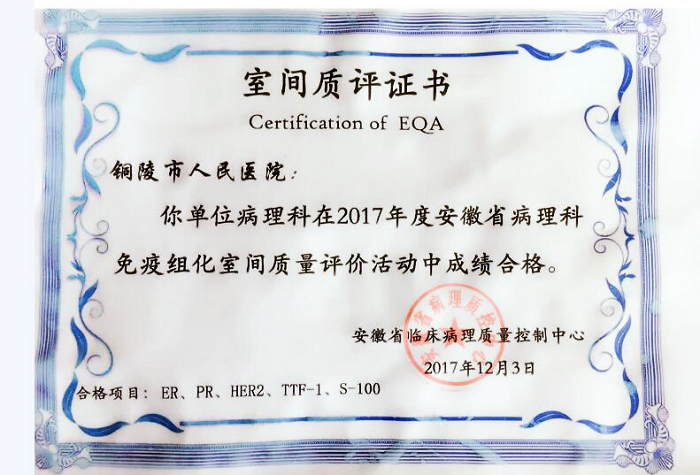 室间质评证书
Certification of EQA
铜陵市人民医院：
你单位病理科在2017年度安徽省病理科
免疫组化室间质量评价活动中成绩合格。
安徽省临床病理质量控制中心
2017年12月3日
合格项目：ER、PR、HER2、TTF-1、S-100